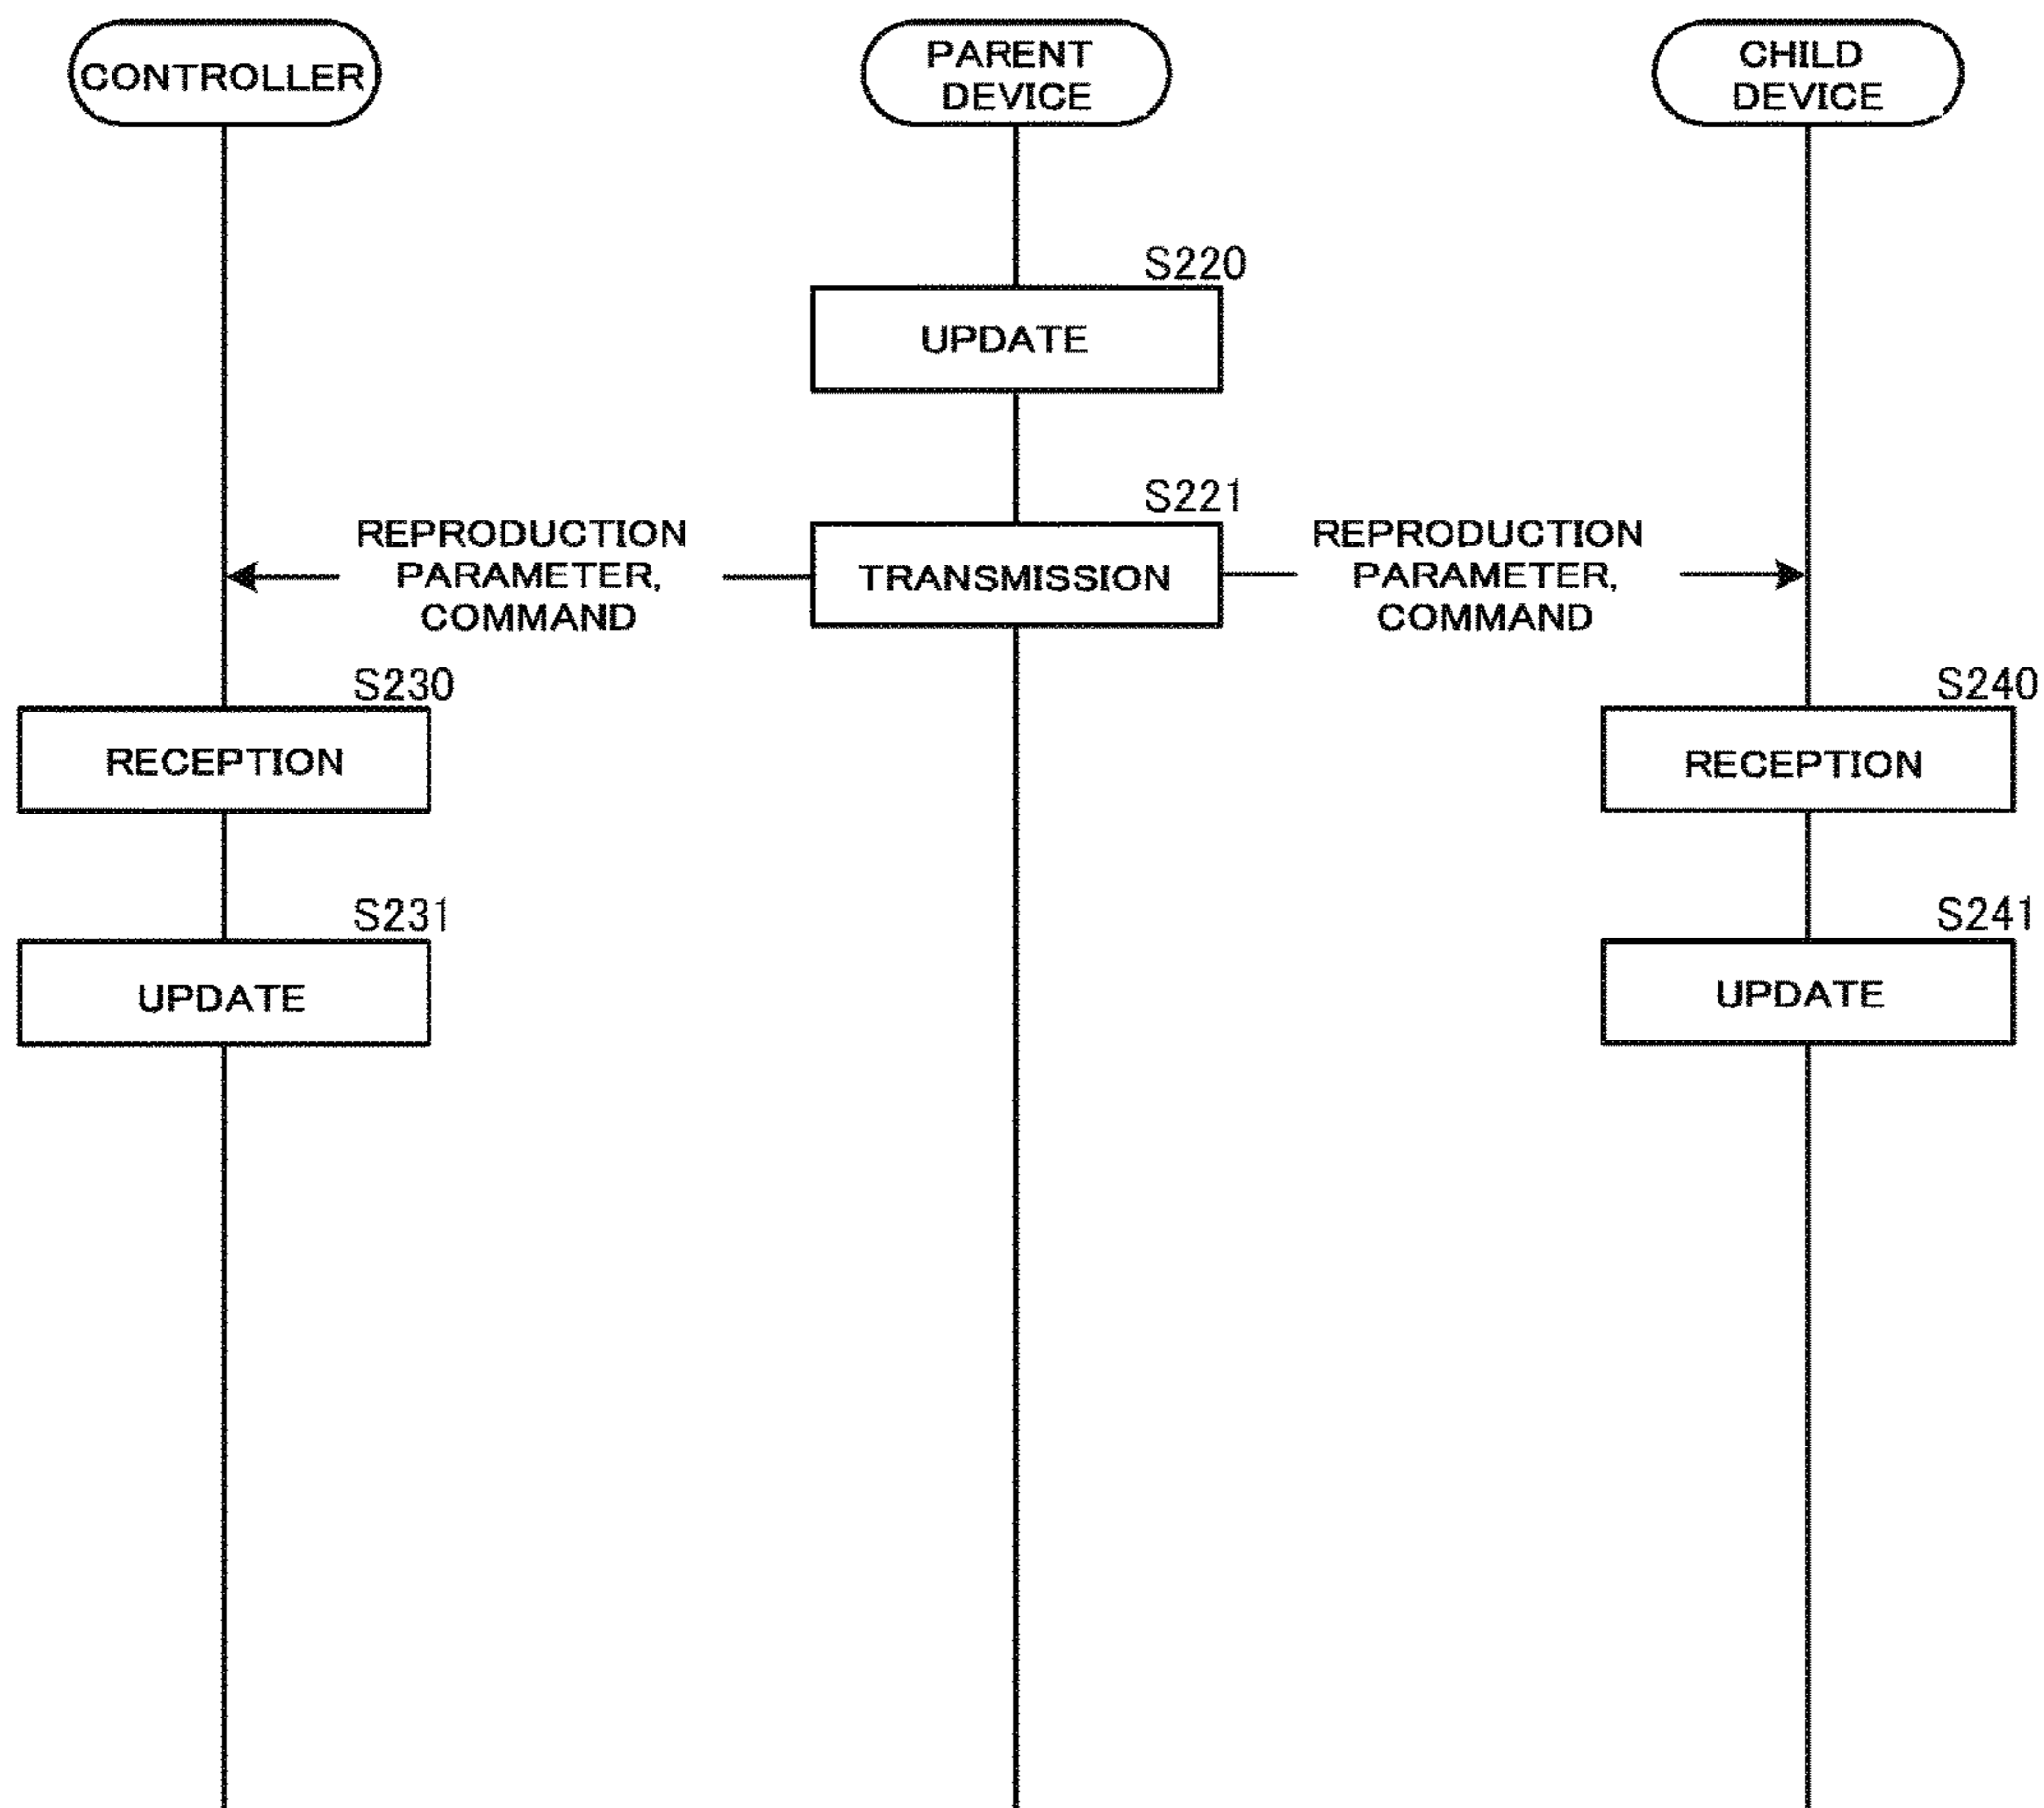 CONTROLLER
PARENT
DEVICE
CHILD
DEVICE
S220
UPDATE
S221
TRANSMISSION
REPRODUCTION
PARAMETER,
COMMAND
REPRODUCTION
PARAMETER,
COMMAND
S230
RECEPTION
S240
RECEPTION
S231
UPDATE
S241
UPDATE